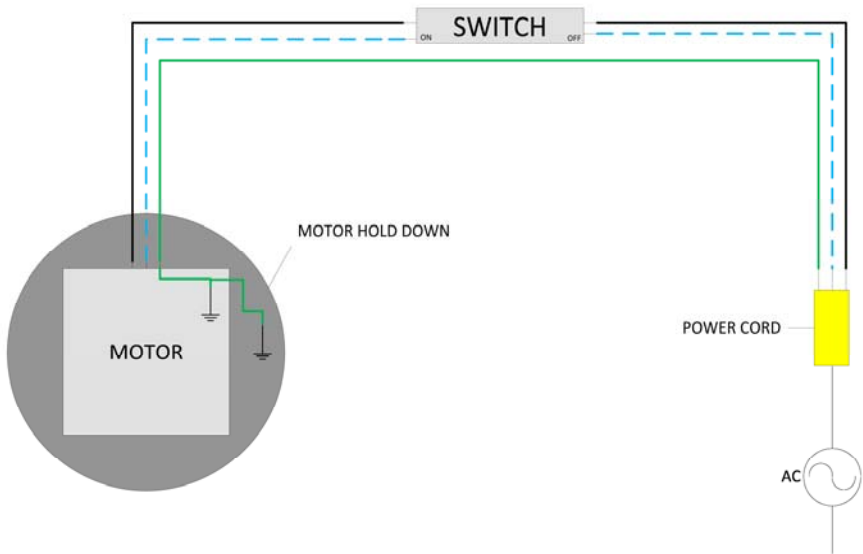 SWITCH
ON
OFF
MOTOR HOLD DOWN
POWER CORD
MOTOR
AC